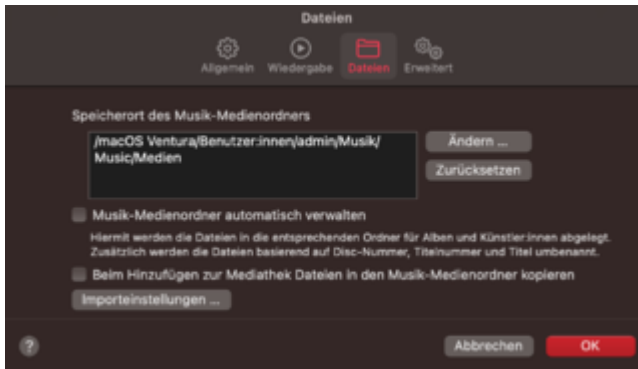 Dateien
Allgemein Wiedergabe Dateien Erweitert
Speicherort des Musik-Medienordners
/macOS Ventura/Benutzer:innen/admin/Musik/
Music/Medien
Ändern ...
Zurücksetzen
Musik-Medienordner automatisch verwalten
Hiermit werden die Dateien in die entsprechenden Ordner für Alben und Künstler:innen abgelegt.
Zusätzlich werden die Dateien basierend auf Disc-Nummer, Titelnummer und Titel umbenannt.
Beim Hinzufügen zur Mediathek Dateien in den Musik-Medienordner kopieren
Importeinstellungen ...
? Abbrechen OK